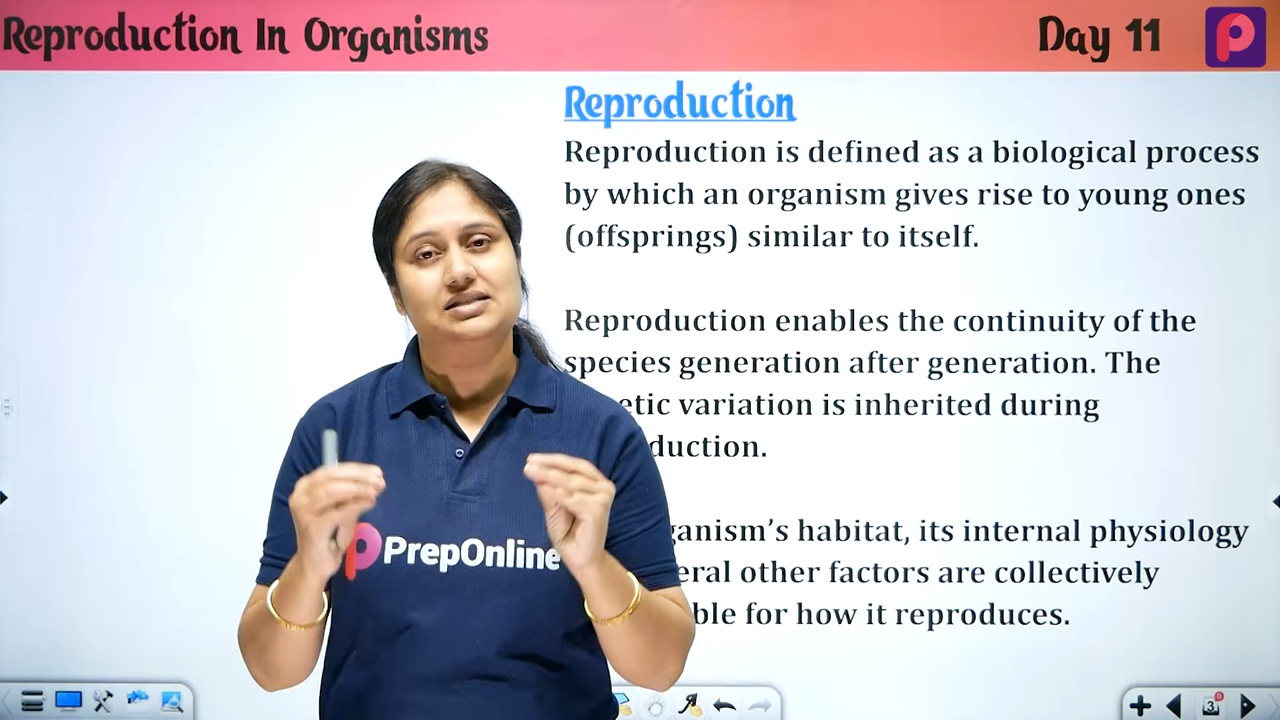 Reproduction In Organisms
Day 11
Reproduction
Reproduction is defined as a biological process
by which an organism gives rise to young ones
(offsprings) similar to itself.
Reproduction enables the continuity of the
species generation after generation. The
etic variation is inherited during
duction.
ganism's habitat, its internal physiology
eral other factors are collectively
ble for how it reproduces.
PrepOnline
3